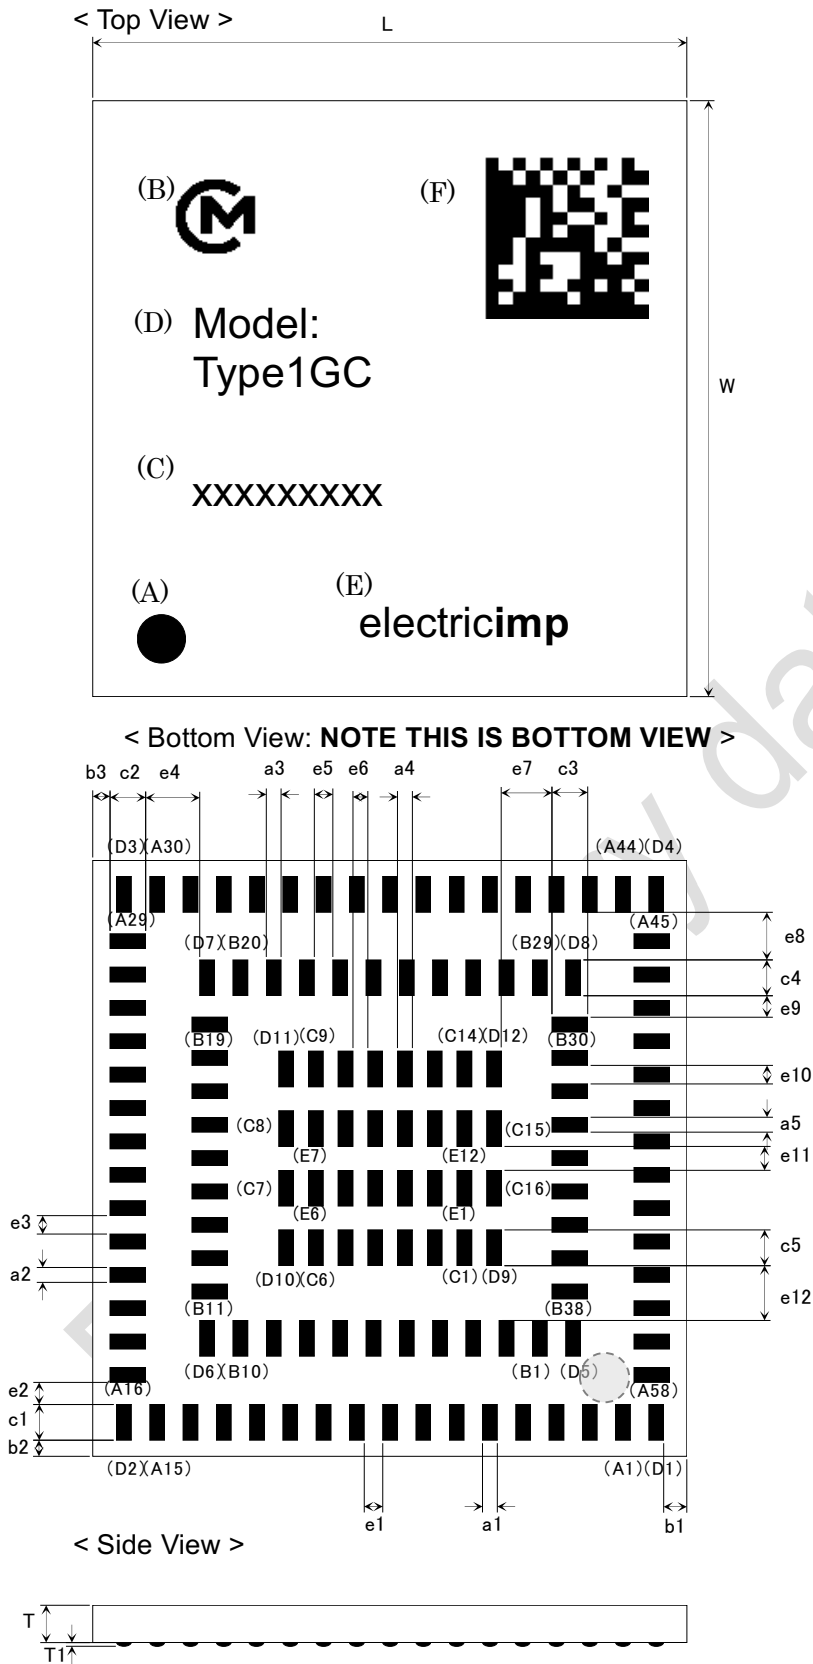 < Top View >
L
(B) CM (F)
(D) Model:
Type1GC
W
(C)
xxxxxxxxx
(A) (E)
electricimp
< Bottom View: NOTE THIS IS BOTTOM VIEW >
b3 c2 e4 a3 e5 e6 a4 e7 c3
(D3)(A30) (A44)(D4)
(A29) (A45)
e8
(D7)(B20) (B29)(D8)
c4
e9
(B19) (D11)(C9) (C14)(D12) (B30)
e10
(C8) (C15) a5
(E7) (E12) e11
(C7) (C16)
(E6) (E1)
e3
c5
a2
(D10)(C6) (C1)(D9)
e12
(B11) (B38)
(D6)(B10) (B1)(D5)
e2 (A16) (A58)
c1
b2
(D2)(A15) (A1)(D1)
e1 a1 b1
< Side View >
T
T1